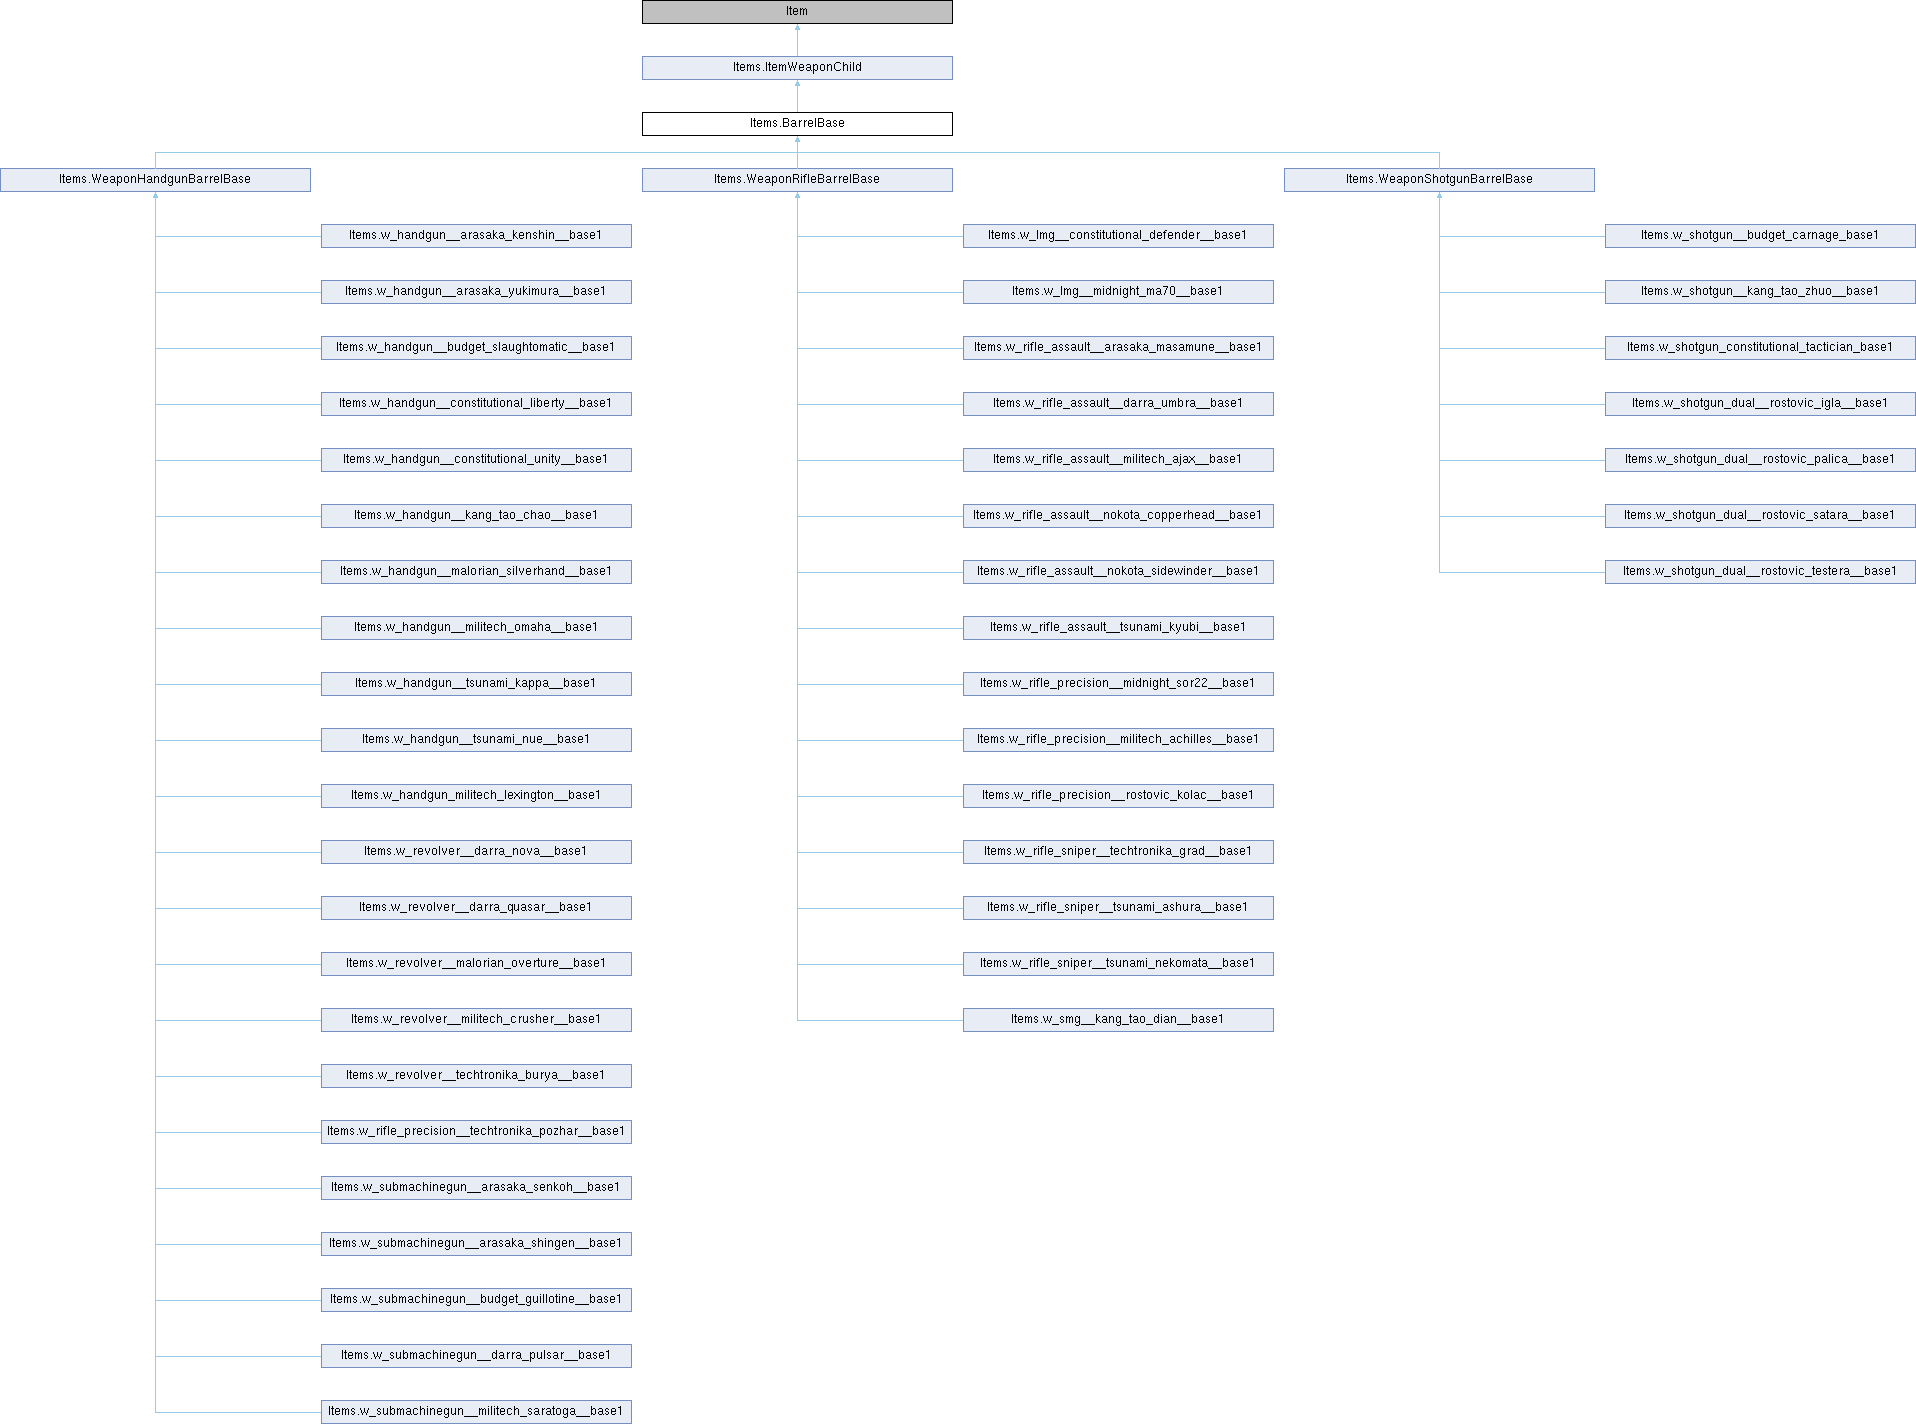 Item
Items.ItemWeaponChild
Items.BarrelBase
Items.WeaponHandgunBarrelBase
Items.WeaponRifleBarrelBase
Items.WeaponShotgunBarrelBase
Items.w_handgun__arasaka_kenshin__base1
Items.w_handgun__arasaka_yukimura__base1
Items.w_handgun__budget_slaughtomatic__base1
Items.w_handgun__constitutional_liberty__base1
Items.w_handgun__constitutional_unity__base1
Items.w_handgun__kang_tao_chao__base1
Items.w_handgun__malorian_silverhand__base1
Items.w_handgun__militech_omaha__base1
Items.w_handgun__tsunami_kappa__base1
Items.w_handgun__tsunami_nue__base1
Items.w_handgun_militech_lexington__base1
Items.w_revolver__darra_nova__base1
Items.w_revolver__darra_quasar__base1
Items.w_revolver__malorian_overture__base1
Items.w_revolver__militech_crusher__base1
Items.w_revolver__techtronika_burya__base1
Items.w_rifle_precision__techtronika_pozhar__base1
Items.w_submachinegun__arasaka_senkoh__base1
Items.w_submachinegun__arasaka_shingen__base1
Items.w_submachinegun__budget_guillotine__base1
Items.w_submachinegun__darra_pulsar__base1
Items.w_submachinegun__militech_saratoga__base1
Items.w_lmg__constitutional_defender__base1
Items.w_lmg__midnight_ma70__base1
Items.w_rifle_assault__arasaka_masamune__base1
Items.w_rifle_assault__darra_umbra__base1
Items.w_rifle_assault__militech_ajax__base1
Items.w_rifle_assault__nokota_copperhead__base1
Items.w_rifle_assault__nokota_sidewinder__base1
Items.w_rifle_assault__tsunami_kyubi__base1
Items.w_rifle_precision__midnight_sor22__base1
Items.w_rifle_precision__militech_achilles__base1
Items.w_rifle_precision__rostovic_kolac__base1
Items.w_rifle_sniper__techtronika_grad__base1
Items.w_rifle_sniper__tsunami_ashura__base1
Items.w_rifle_sniper__tsunami_nekomata__base1
Items.w_smg__kang_tao_dian__base1
Items.w_shotgun__budget_carnage_base1
Items.w_shotgun__kang_tao_zhuo__base1
Items.w_shotgun_constitutional_tactician_base1
Items.w_shotgun_dual__rostovic_igla__base1
Items.w_shotgun_dual__rostovic_palica__base1
Items.w_shotgun_dual__rostovic_satara__base1
Items.w_shotgun_dual__rostovic_testera__base1